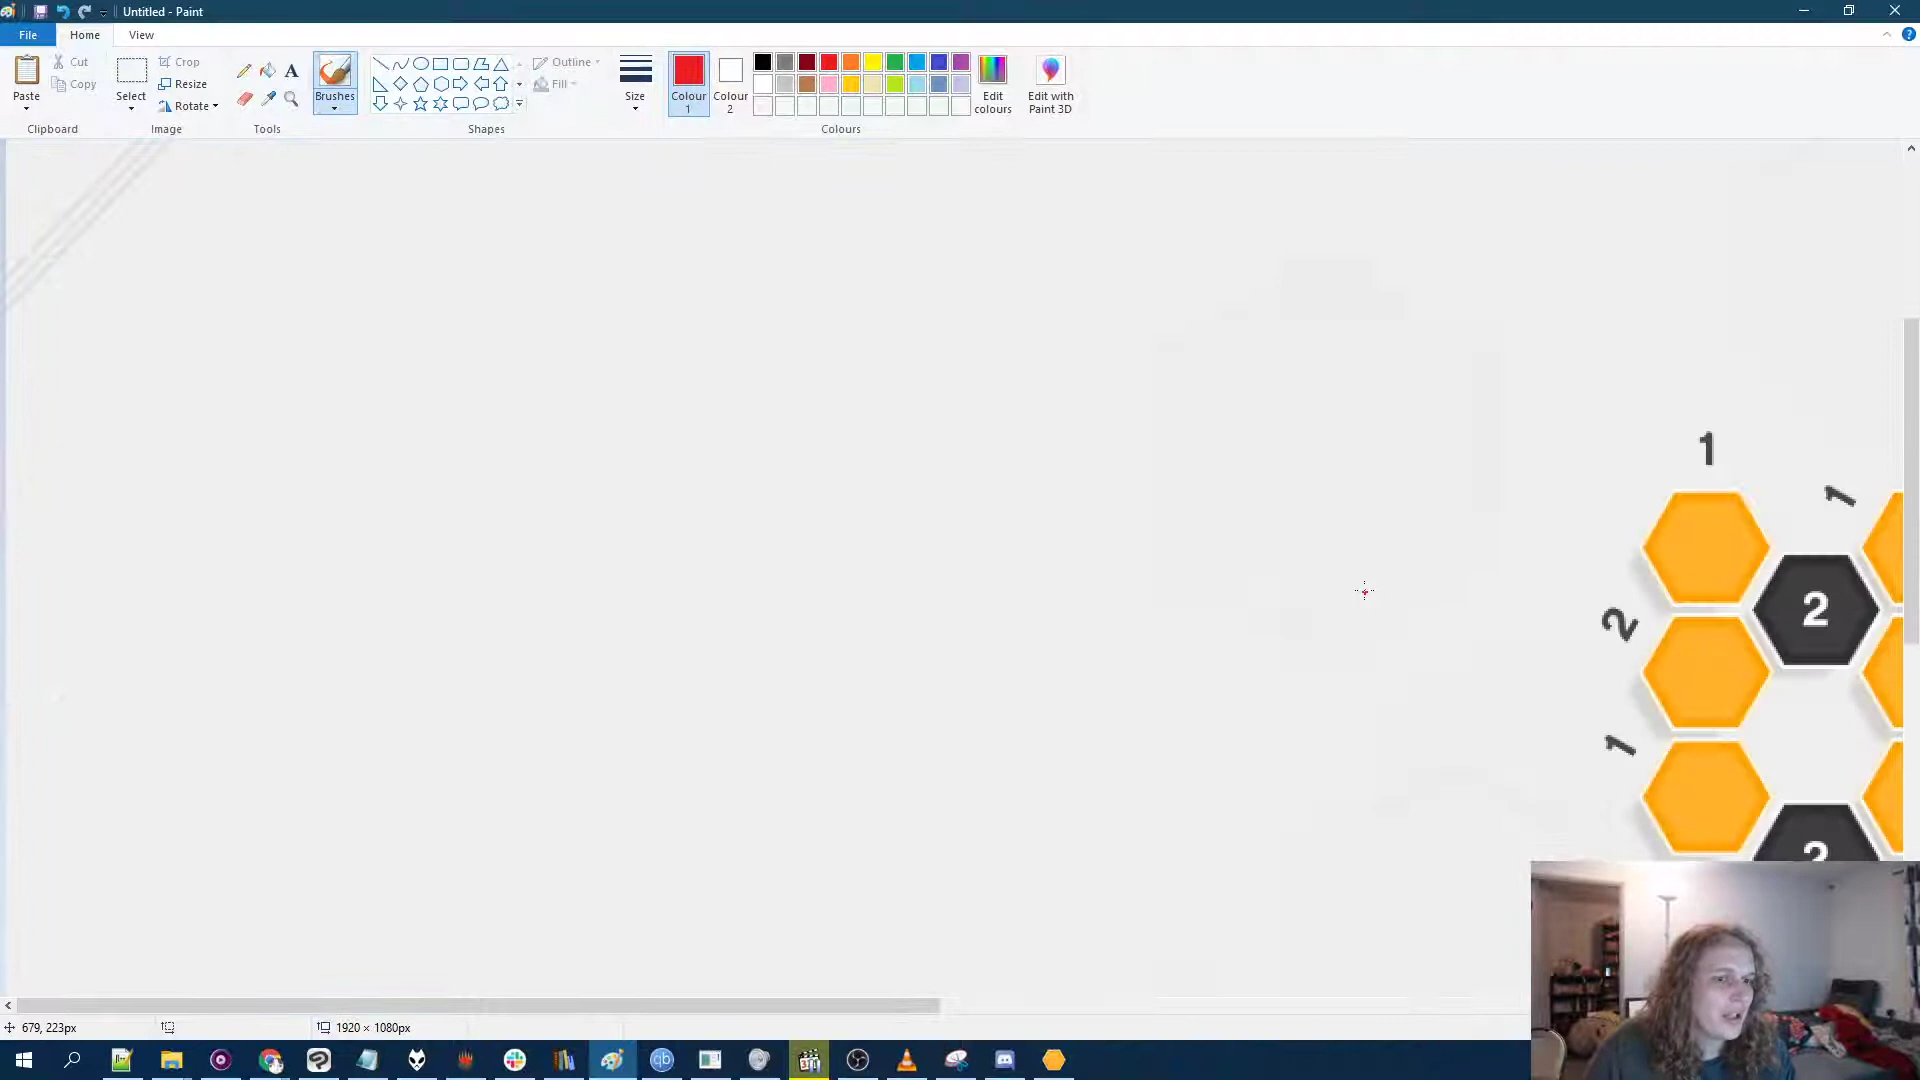 Untitled - Paint
File
Home
View
Paste
Cut
Copy
Clipboard
Select
Crop
Resize
Rotate
Image
A
Tools
Brushes
Shapes
Outline
Fill
Size
Colour 1
Colour 2
Edit colours
Edit with Paint 3D
Colours
1
1
2
2
1
2
679, 223px
1920 × 1080px